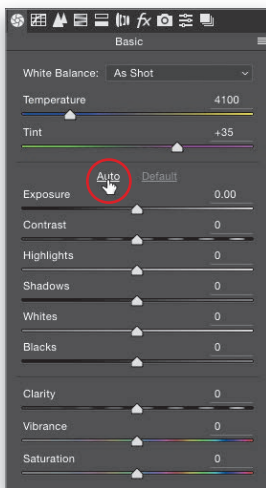 fx
Basic
White Balance: As Shot
Temperature 4100
Tint +35
Auto Default
Exposure 0.00
Contrast 0
Highlights 0
Shadows 0
Whites 0
Blacks 0
Clarity 0
Vibrance 0
Saturation 0